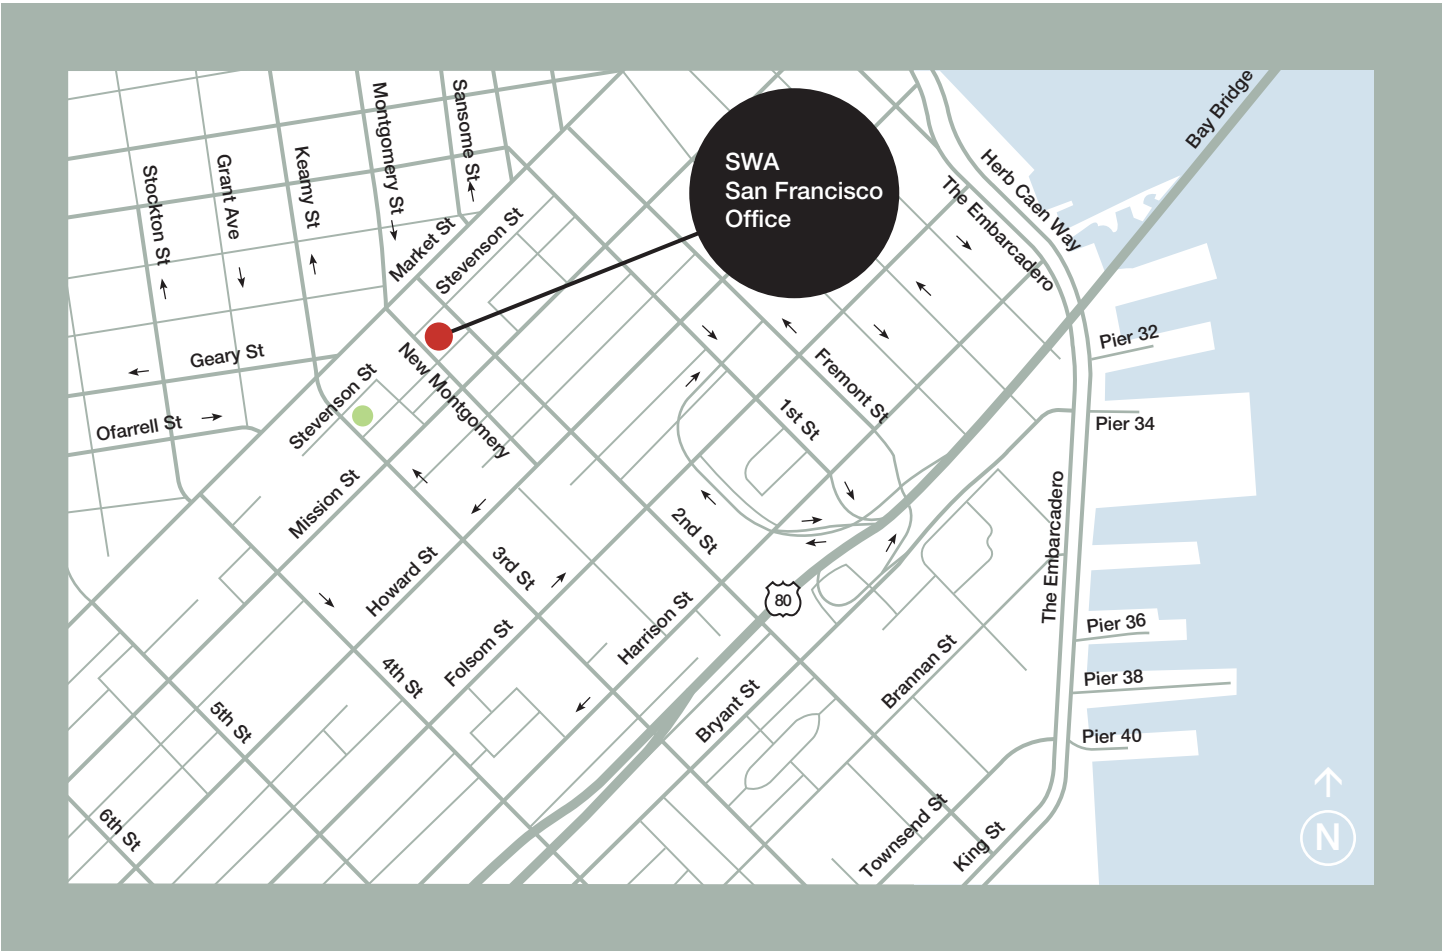 Bay Bridge
Sansome St
Montgomery St
Kearny St
Grant Ave
Stockton St
SWA
San Francisco
Office
Herb Caen Way
The Embarcadero
Market St
Stevenson St
Geary St
Ofarrell St
Stevenson St
New Montgomery
Fremont St
1st St
Pier 32
Pier 34
Mission St
2nd St
The Embarcadero
Howard St
3rd St
Harrison St
80
Folsom St
4th St
Pier 36
Brannan St
Pier 38
Bryant St
5th St
Pier 40
6th St
Townsend St
King St
N